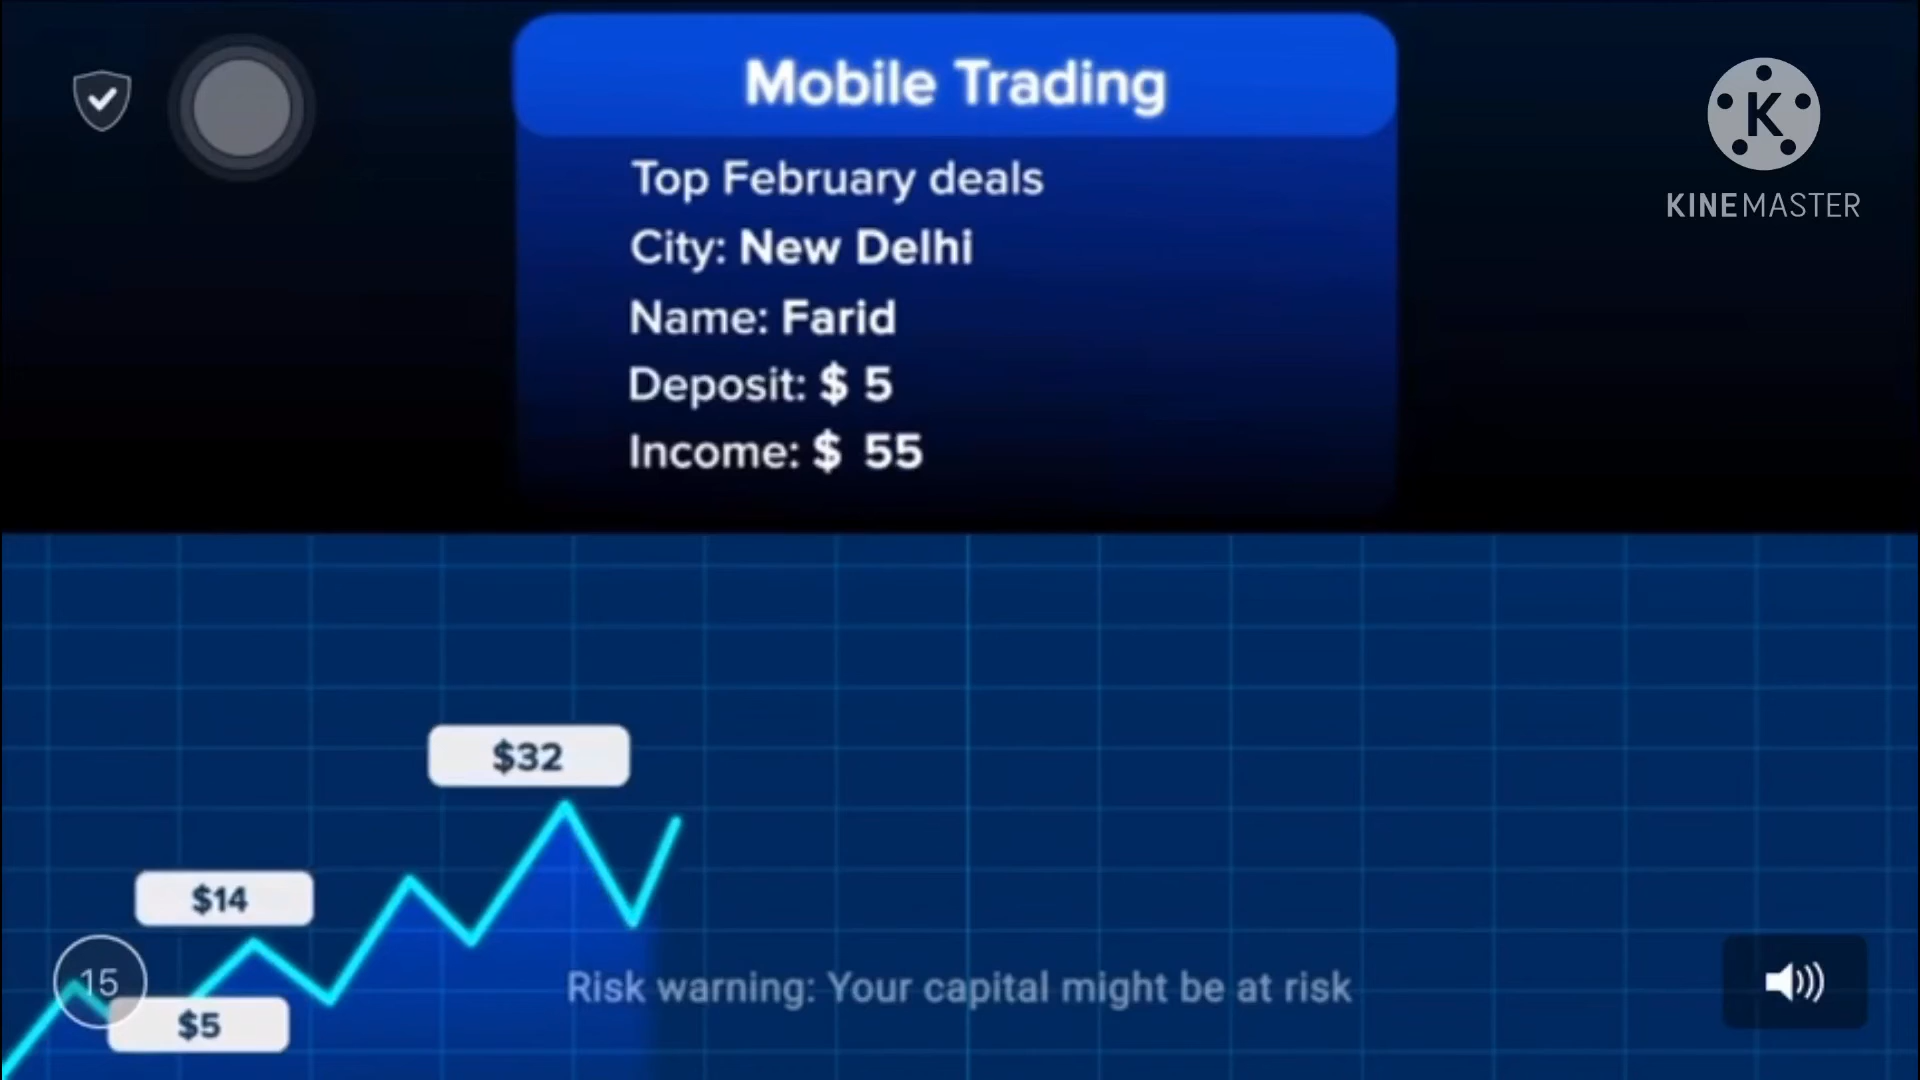 Mobile Trading
Top February deals
City: New Delhi
Name: Farid
Deposit: $ 5
Income: $ 55
K
KINEMASTER
$32
$14
15
$5
Risk warning: Your capital might be at risk